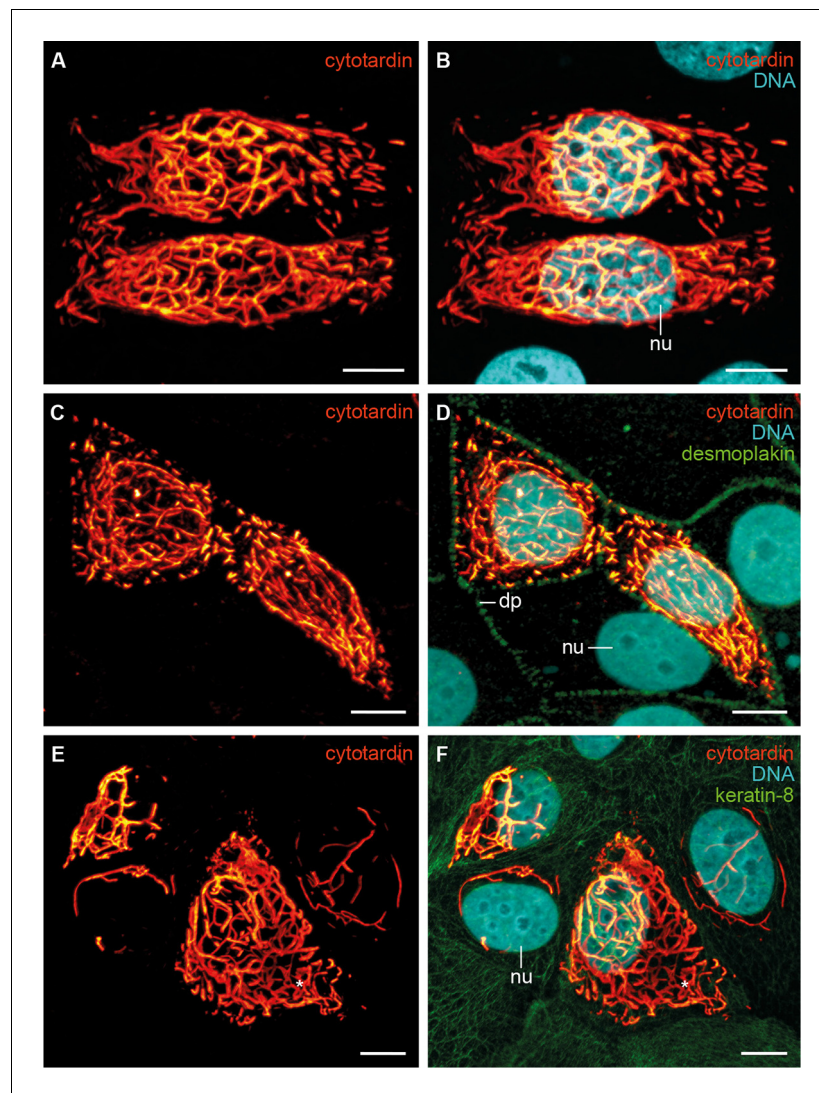 A
cytotardin
B
cytotardin
DNA
nu
C
cytotardin
D
cytotardin
DNA
desmoplakin
dp
nu
E
cytotardin
*
F
cytotardin
DNA
keratin-8
nu
*